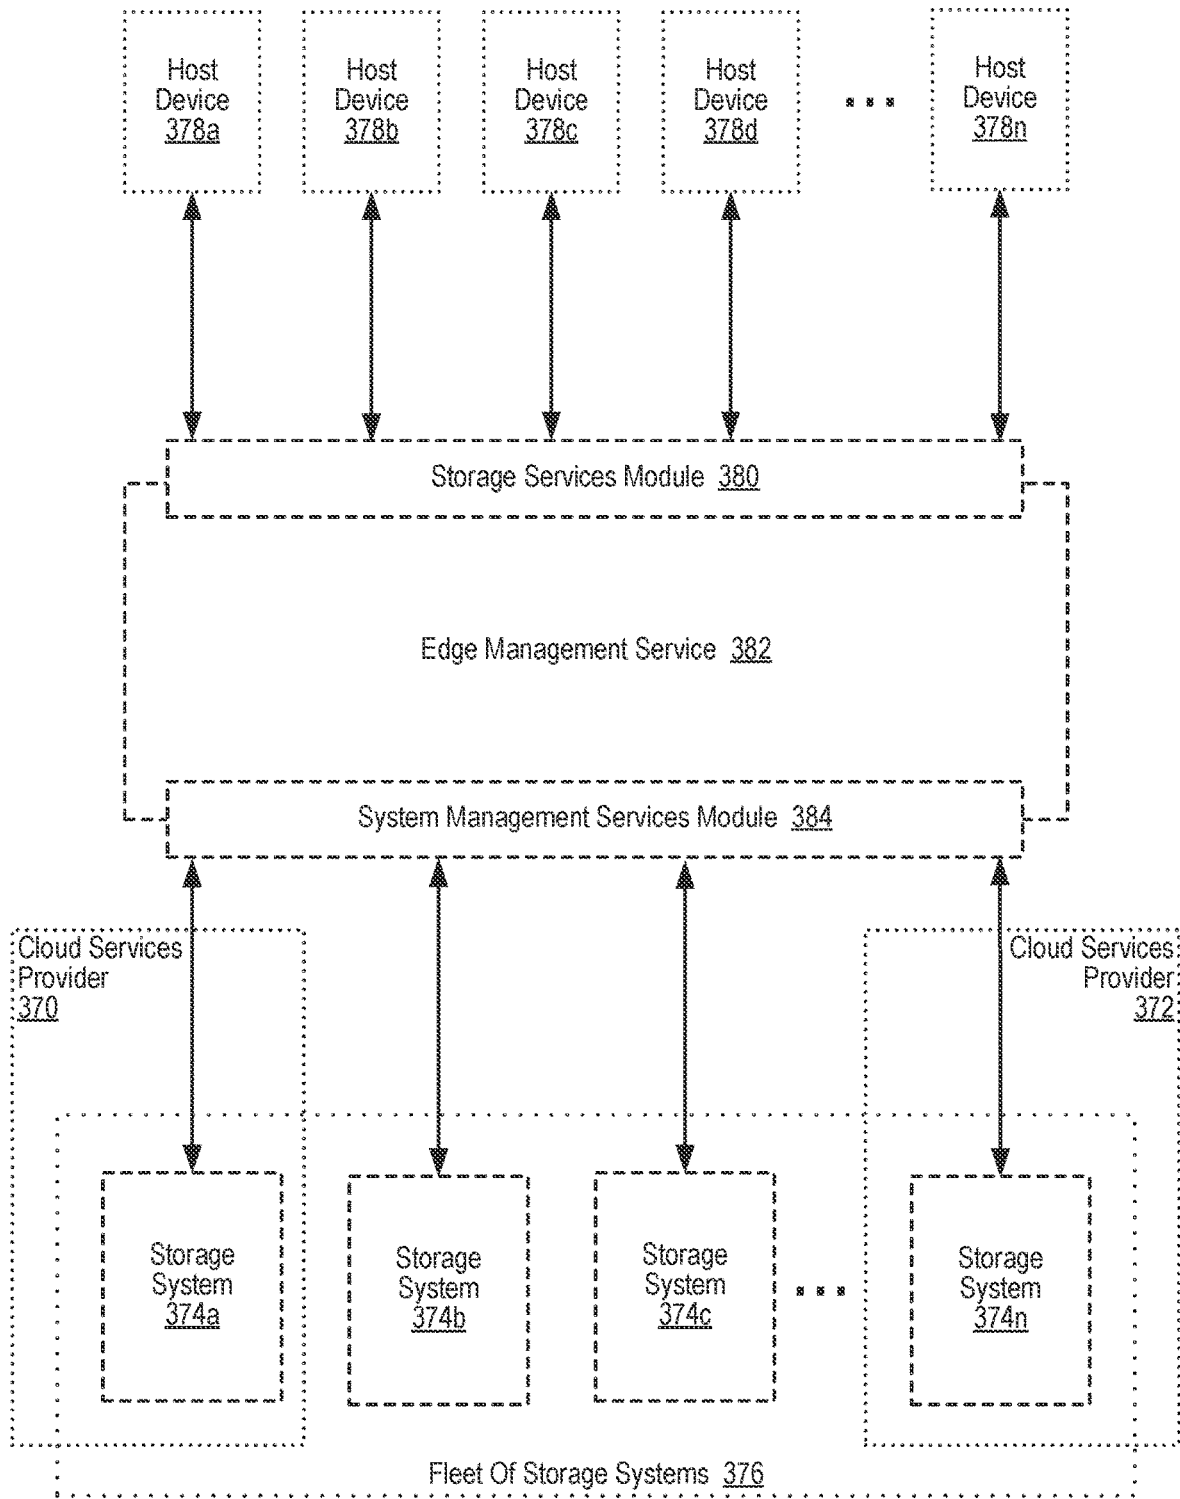 Host
Device
378a
Host
Device
378b
Host
Device
378c
Host
Device
378d
Host
Device
378n
Storage Services Module 380
Edge Management Service 382
System Management Services Module 384
Cloud Services
Provider
370
Cloud Services
Provider
372
Storage
System
374a
Storage
System
374b
Storage
System
374c
Storage
System
374n
Fleet Of Storage Systems 376